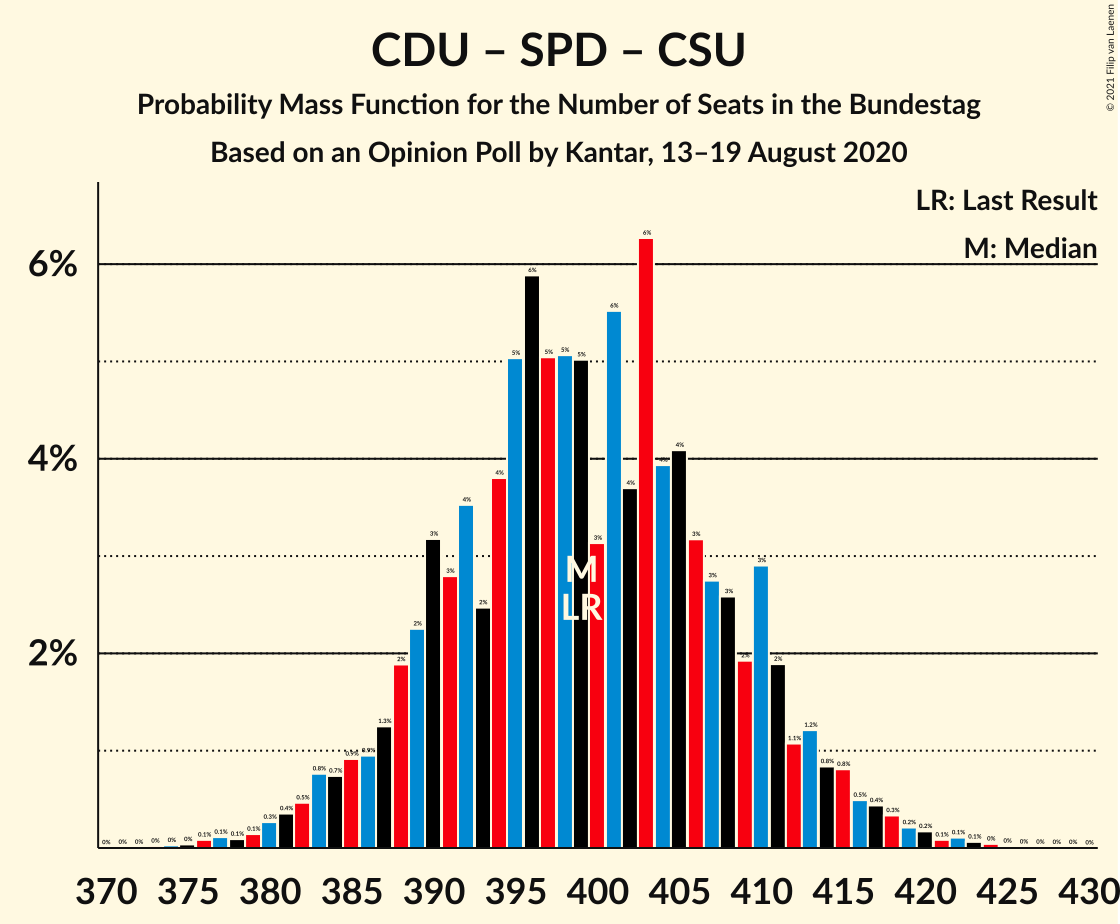 CDU – SPD – CSU
Probability Mass Function for the Number of Seats in the Bundestag
Based on an Opinion Poll by Kantar, 13–19 August 2020
© 2021 Filip van Laenen
LR: Last Result
M: Median
6%
4%
2%
0% 0% 0% 0% 0% 0% 0.1% 0.1% 0.1% 0.1% 0.3% 0.4% 0.5% 0.8% 0.7% 0.9% 0.9% 1.3% 2% 2% 3% 3% 4% 2% 4% 5% 6% 5% 5% 5% 3% 6% 4% 6% 4% 4% 3% 3% 3% 2% 3% 2% 1.1% 1.2% 0.8% 0.8% 0.5% 0.4% 0.3% 0.2% 0.2% 0.1% 0.1% 0.1% 0% 0% 0% 0% 0% 0% 0%
M
LR
370 375 380 385 390 395 400 405 410 415 420 425 430